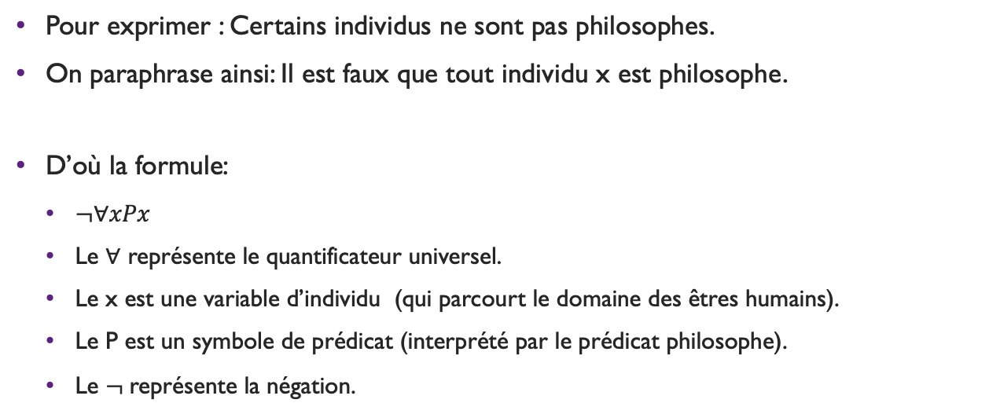 • Pour exprimer : Certains individus ne sont pas philosophes.
• On paraphrase ainsi: Il est faux que tout individu x est philosophe.
• D’où la formule:
• ¬∀xPx
• Le ∀ représente le quantificateur universel.
• Le x est une variable d’individu (qui parcourt le domaine des êtres humains).
• Le P est un symbole de prédicat (interprété par le prédicat philosophe).
• Le ¬ représente la négation.